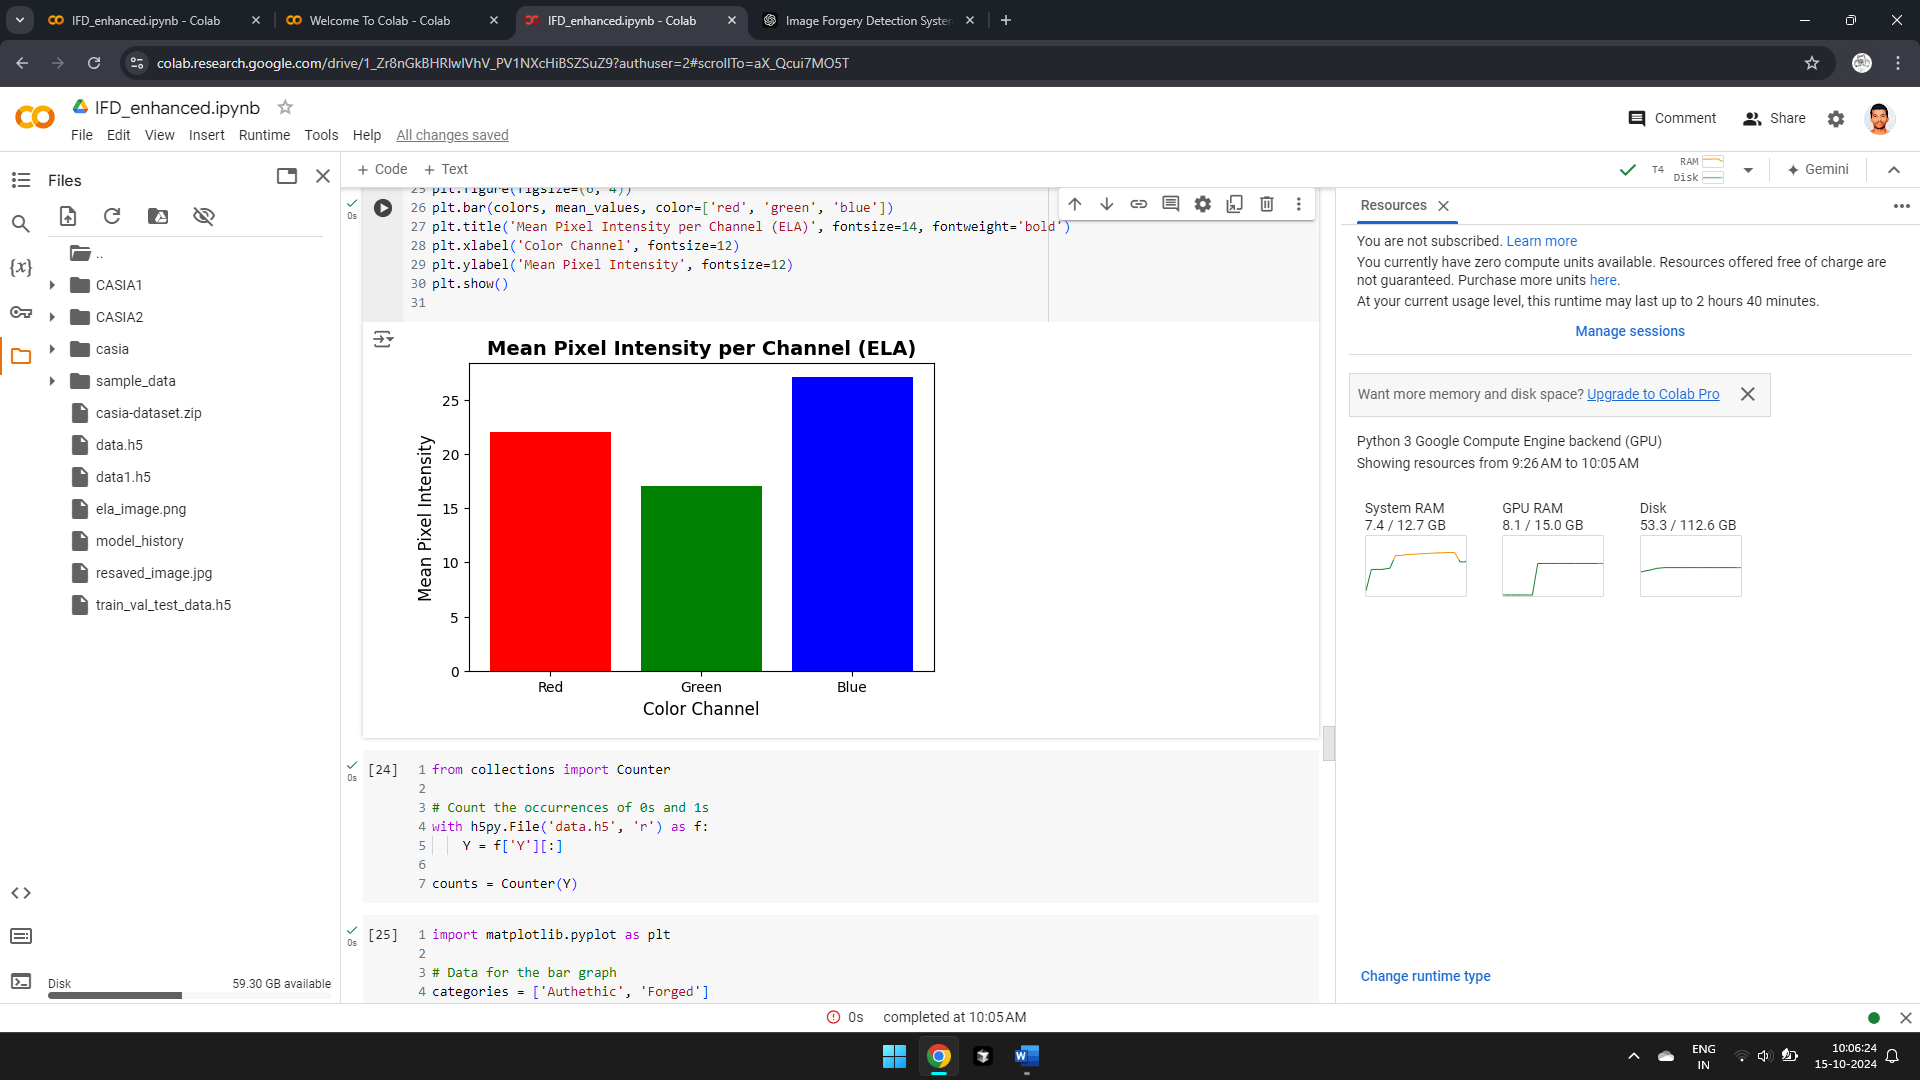 IFD_enhanced.ipynb - Colab
Welcome To Colab - Colab
IFD_enhanced.ipynb - Colab
Image Forgery Detection System
colab.research.google.com/drive/1_Zr8nGkBHRlwlVhV_PV1NXcHiBSZSuZ9?authuser=2#scrollTo=aX_Qcui7MO5T
IFD_enhanced.ipynb
File Edit View Insert Runtime Tools Help All changes saved
Comment Share
Files
+ Code + Text
T4 RAM
Disk
Gemini
..
CASIA1
CASIA2
casia
sample_data
casia-dataset.zip
data.h5
data1.h5
ela_image.png
model_history
resaved_image.jpg
train_val_test_data.h5
Disk 59.30 GB available
0s
25 plt.figure(figsize=(6, 4))
26 plt.bar(colors, mean_values, color=['red', 'green', 'blue'])
27 plt.title('Mean Pixel Intensity per Channel (ELA)', fontsize=14, fontweight='bold')
28 plt.xlabel('Color Channel', fontsize=12)
29 plt.ylabel('Mean Pixel Intensity', fontsize=12)
30 plt.show()
31
Mean Pixel Intensity per Channel (ELA)
Mean Pixel Intensity
25
20
15
10
5
0
Red Green Blue
Color Channel
0s
[24]
1 from collections import Counter
2
3 # Count the occurrences of 0s and 1s
4 with h5py.File('data.h5', 'r') as f:
5 Y = f['Y'][:]
6
7 counts = Counter(Y)
0s
[25]
1 import matplotlib.pyplot as plt
2
3 # Data for the bar graph
4 categories = ['Authethic', 'Forged']
Resources
You are not subscribed. Learn more
You currently have zero compute units available. Resources offered free of charge are
not guaranteed. Purchase more units here.
At your current usage level, this runtime may last up to 2 hours 40 minutes.
Manage sessions
Want more memory and disk space? Upgrade to Colab Pro
Python 3 Google Compute Engine backend (GPU)
Showing resources from 9:26 AM to 10:05 AM
System RAM
7.4 / 12.7 GB
GPU RAM
8.1 / 15.0 GB
Disk
53.3 / 112.6 GB
Change runtime type
0s completed at 10:05 AM
ENG
IN
10:06:24
15-10-2024